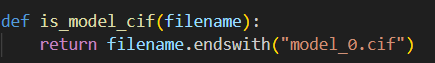 def is_model_cif(filename):
    return filename.endswith("model_0.cif")